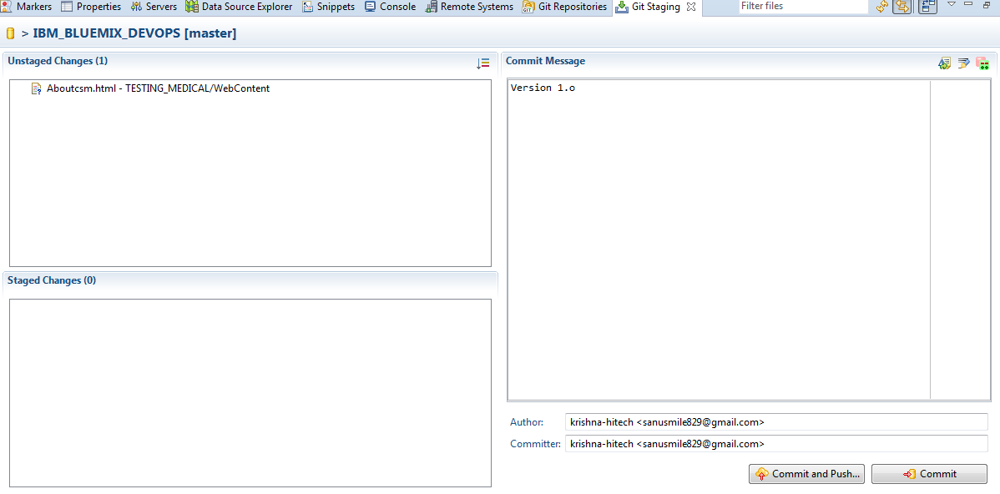 Markers Properties Servers Data Source Explorer Snippets Console Remote Systems Git Repositories Git Staging Filter files
> IBM_BLUEMIX_DEVOPS [master]
Unstaged Changes (1)
Aboutcsm.html - TESTING_MEDICAL/WebContent
Staged Changes (0)
Commit Message
Version 1.o
Author: krishna-hitech <sanusmile829@gmail.com>
Committer: krishna-hitech <sanusmile829@gmail.com>
Commit and Push... Commit